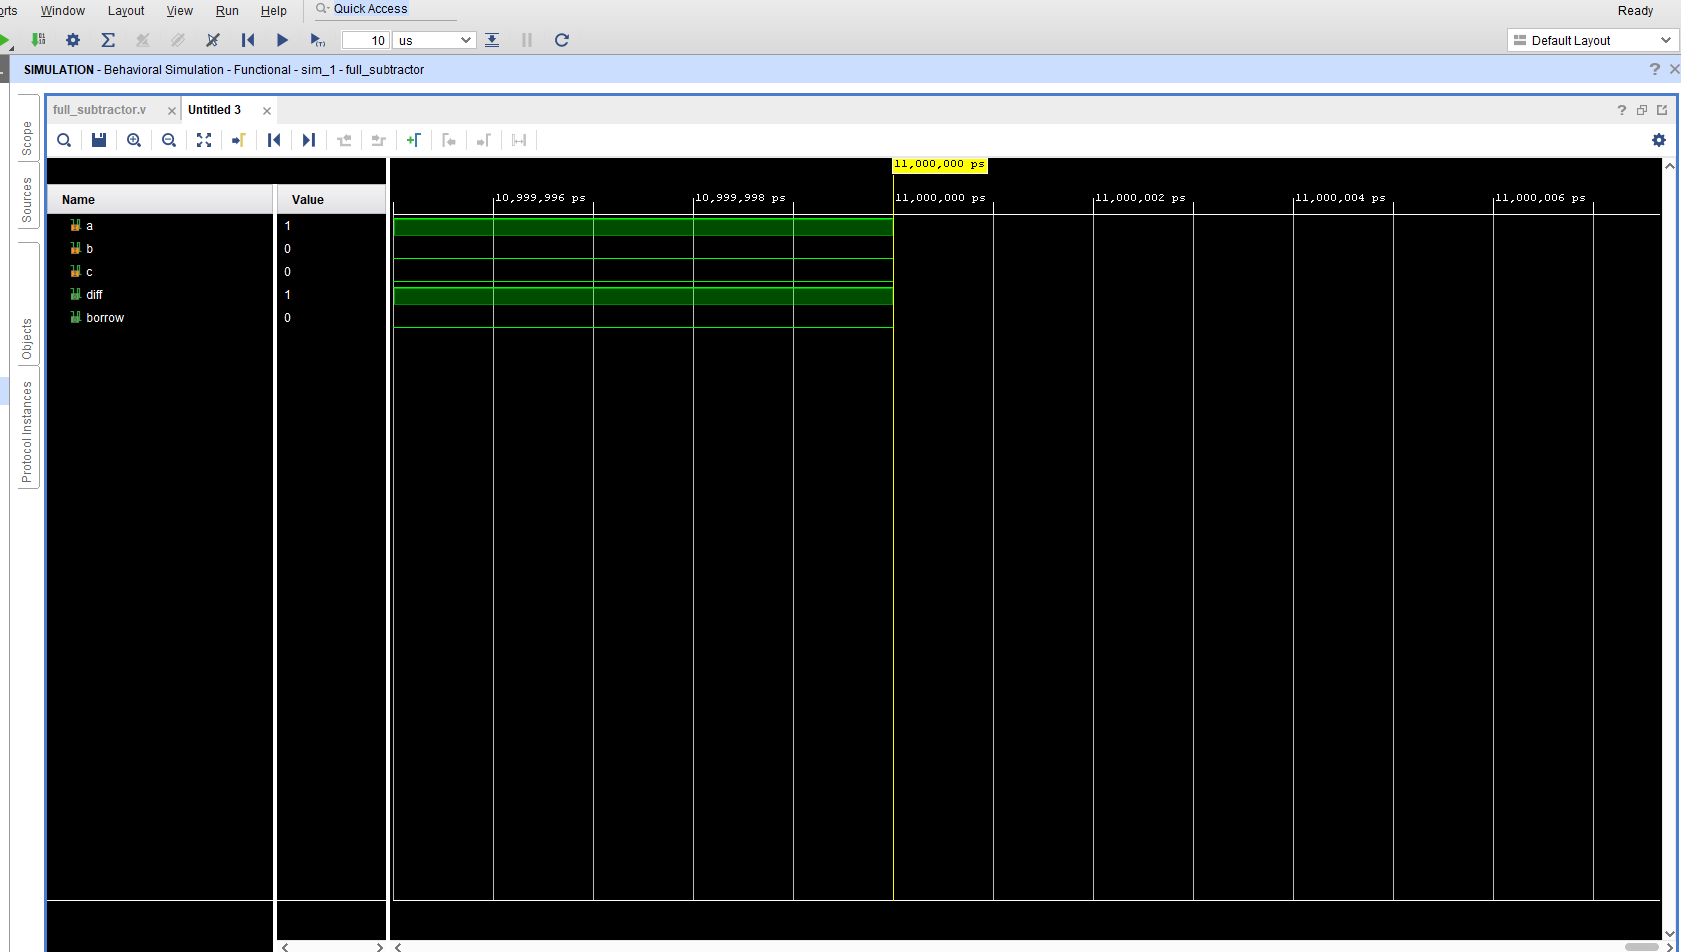 orts Window Layout View Run Help Quick Access Ready
10 us Default Layout
SIMULATION - Behavioral Simulation - Functional - sim_1 - full_subtractor
full_subtractor.v Untitled 3
Scope
Sources
Objects
Protocol Instances
11,000,000 ps
Name Value
10,999,996 ps 10,999,998 ps 11,000,000 ps 11,000,002 ps 11,000,004 ps 11,000,006 ps
a 1
b 0
c 0
diff 1
borrow 0